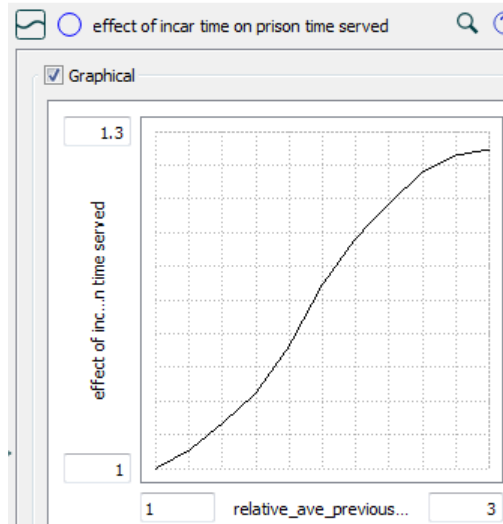 effect of incar time on prison time served
Graphical
1.3
effect of inc...n time served
1
1
relative_ave_previous...
3